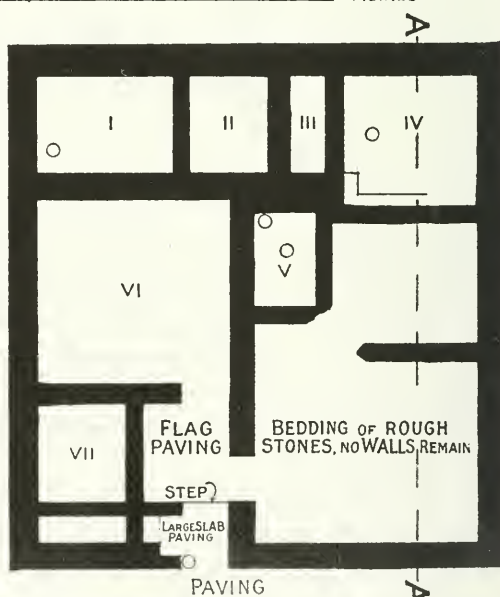 A
I
II
III
IV
V
VI
VII
FLAG
PAVING
BEDDING OF ROUGH
STONES, NO WALLS, REMAIN
STEP
LARGE SLAB
PAVING
PAVING
A